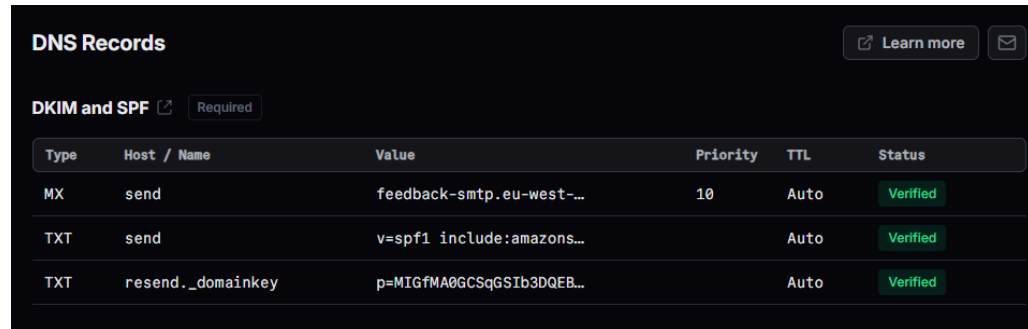 DNS Records
Learn more
DKIM and SPF Required
Type Host / Name Value Priority TTL Status
MX send feedback-smtp.eu-west-… 10 Auto Verified
TXT send v=spf1 include:amazons… Auto Verified
TXT resend._domainkey p=MIGfMA0GCSqGSIb3DQEB… Auto Verified